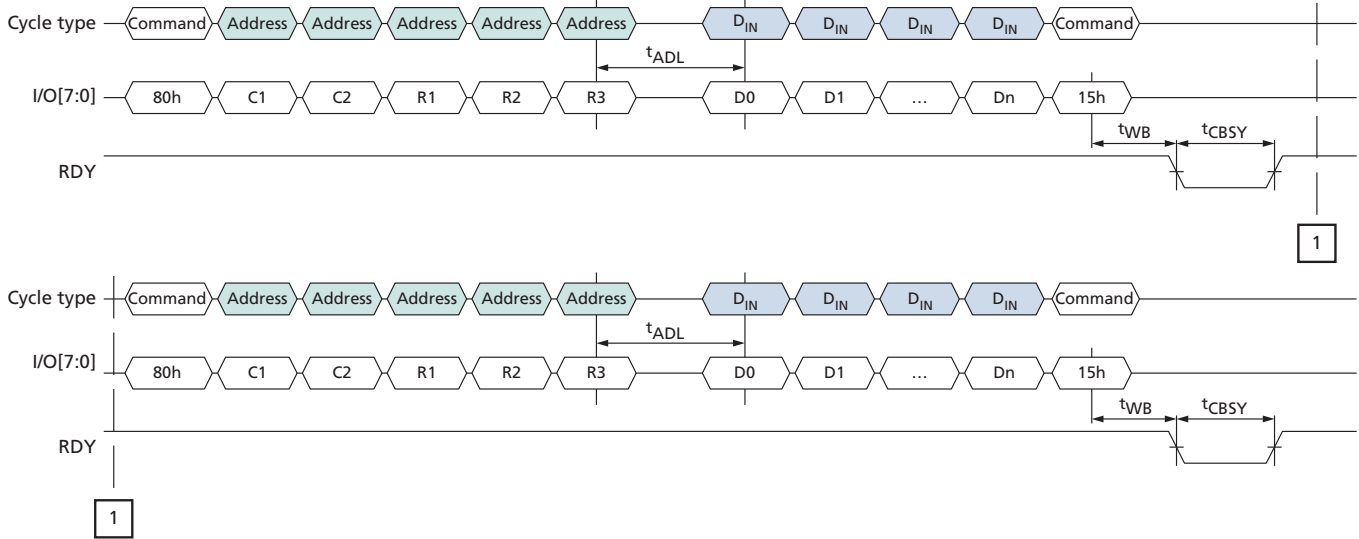 Cycle type Command Address Address Address Address Address DIN DIN DIN DIN Command
tADL
I/O[7:0] 80h C1 C2 R1 R2 R3 D0 D1 … Dn 15h
tWB tCBSY
RDY
1
Cycle type Command Address Address Address Address Address DIN DIN DIN DIN Command
tADL
I/O[7:0] 80h C1 C2 R1 R2 R3 D0 D1 … Dn 15h
tWB tCBSY
RDY
1